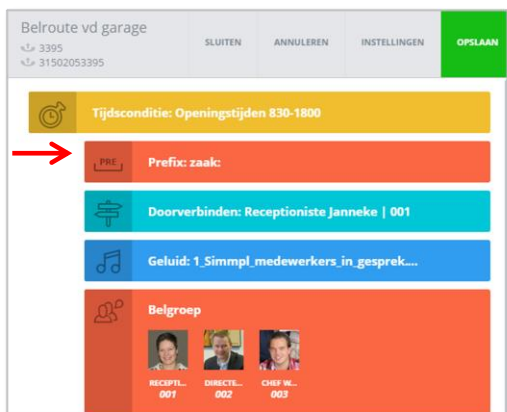 Belroute vd garage
3395
31502053395
SLUITEN ANNULEREN INSTELLINGEN OPSLAAN
Tijdsconditie: Openingstijden 830-1800
PRE Prefix: zaak:
Doorverbinden: Receptioniste Janneke | 001
Geluid: 1_Simmpl_medewerkers_in_gesprek....
Belgroep
RECEPTI... DIRECTE... CHEF W...
001 002 003